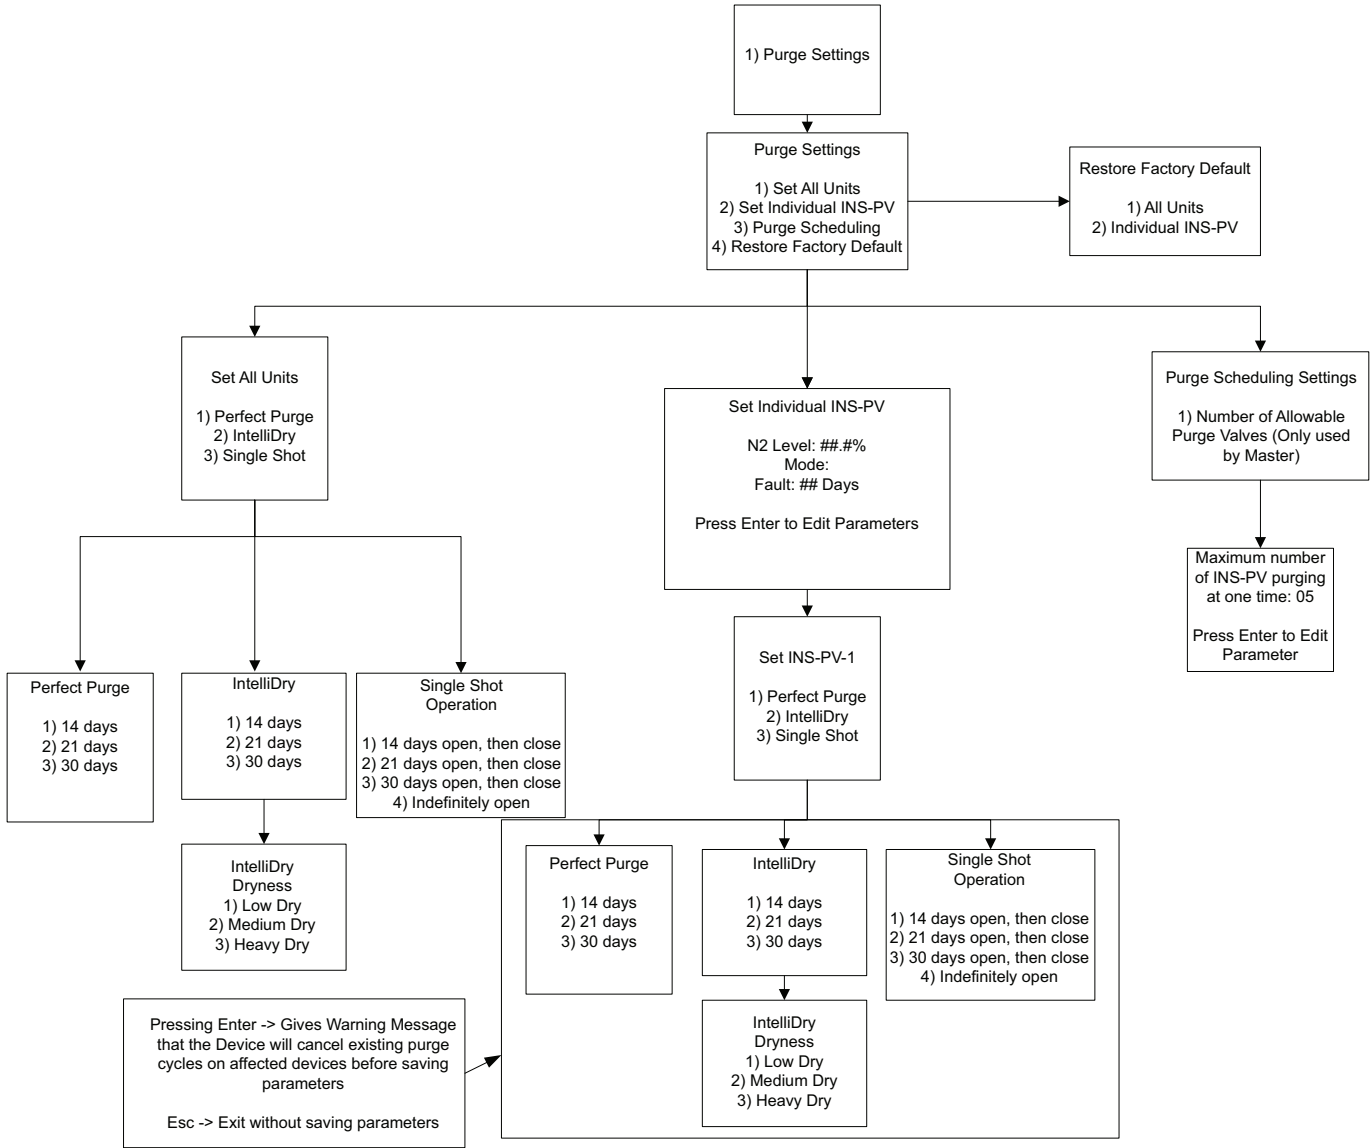 1) Purge Settings
Purge Settings
1) Set All Units
2) Set Individual INS-PV
3) Purge Scheduling
4) Restore Factory Default
Restore Factory Default
1) All Units
2) Individual INS-PV
Set All Units
1) Perfect Purge
2) IntelliDry
3) Single Shot
Set Individual INS-PV
N2 Level: ##.#%
Mode:
Fault: ## Days
Press Enter to Edit Parameters
Purge Scheduling Settings
1) Number of Allowable
Purge Valves (Only used
by Master)
Maximum number
of INS-PV purging
at one time: 05
Press Enter to Edit
Parameter
Perfect Purge
1) 14 days
2) 21 days
3) 30 days
IntelliDry
1) 14 days
2) 21 days
3) 30 days
Single Shot
Operation
1) 14 days open, then close
2) 21 days open, then close
3) 30 days open, then close
4) Indefinitely open
Set INS-PV-1
1) Perfect Purge
2) IntelliDry
3) Single Shot
IntelliDry
Dryness
1) Low Dry
2) Medium Dry
3) Heavy Dry
Perfect Purge
1) 14 days
2) 21 days
3) 30 days
IntelliDry
1) 14 days
2) 21 days
3) 30 days
Single Shot
Operation
1) 14 days open, then close
2) 21 days open, then close
3) 30 days open, then close
4) Indefinitely open
Pressing Enter -> Gives Warning Message
that the Device will cancel existing purge
cycles on affected devices before saving
parameters
Esc -> Exit without saving parameters
IntelliDry
Dryness
1) Low Dry
2) Medium Dry
3) Heavy Dry